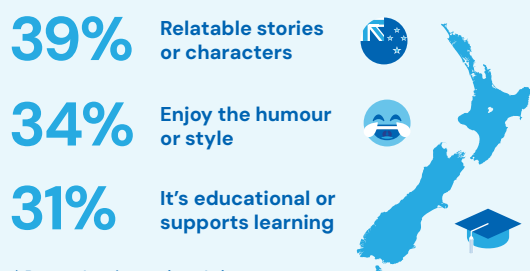 39%
Relatable stories
or characters
34%
Enjoy the humour
or style
31%
It's educational or
supports learning